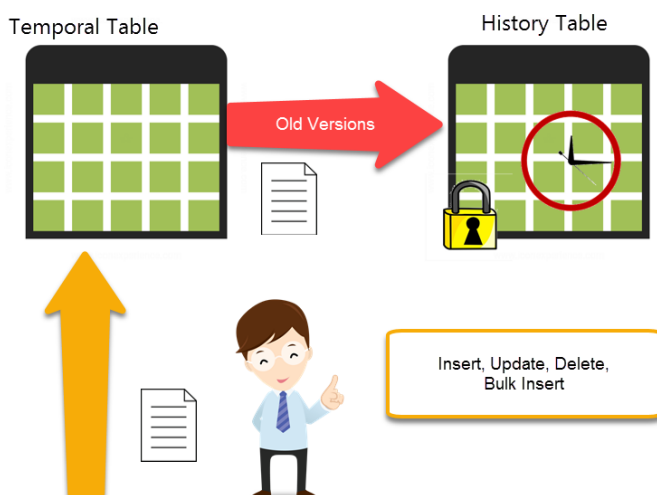 Temporal Table
History Table
Old Versions
Insert, Update, Delete,
Bulk Insert